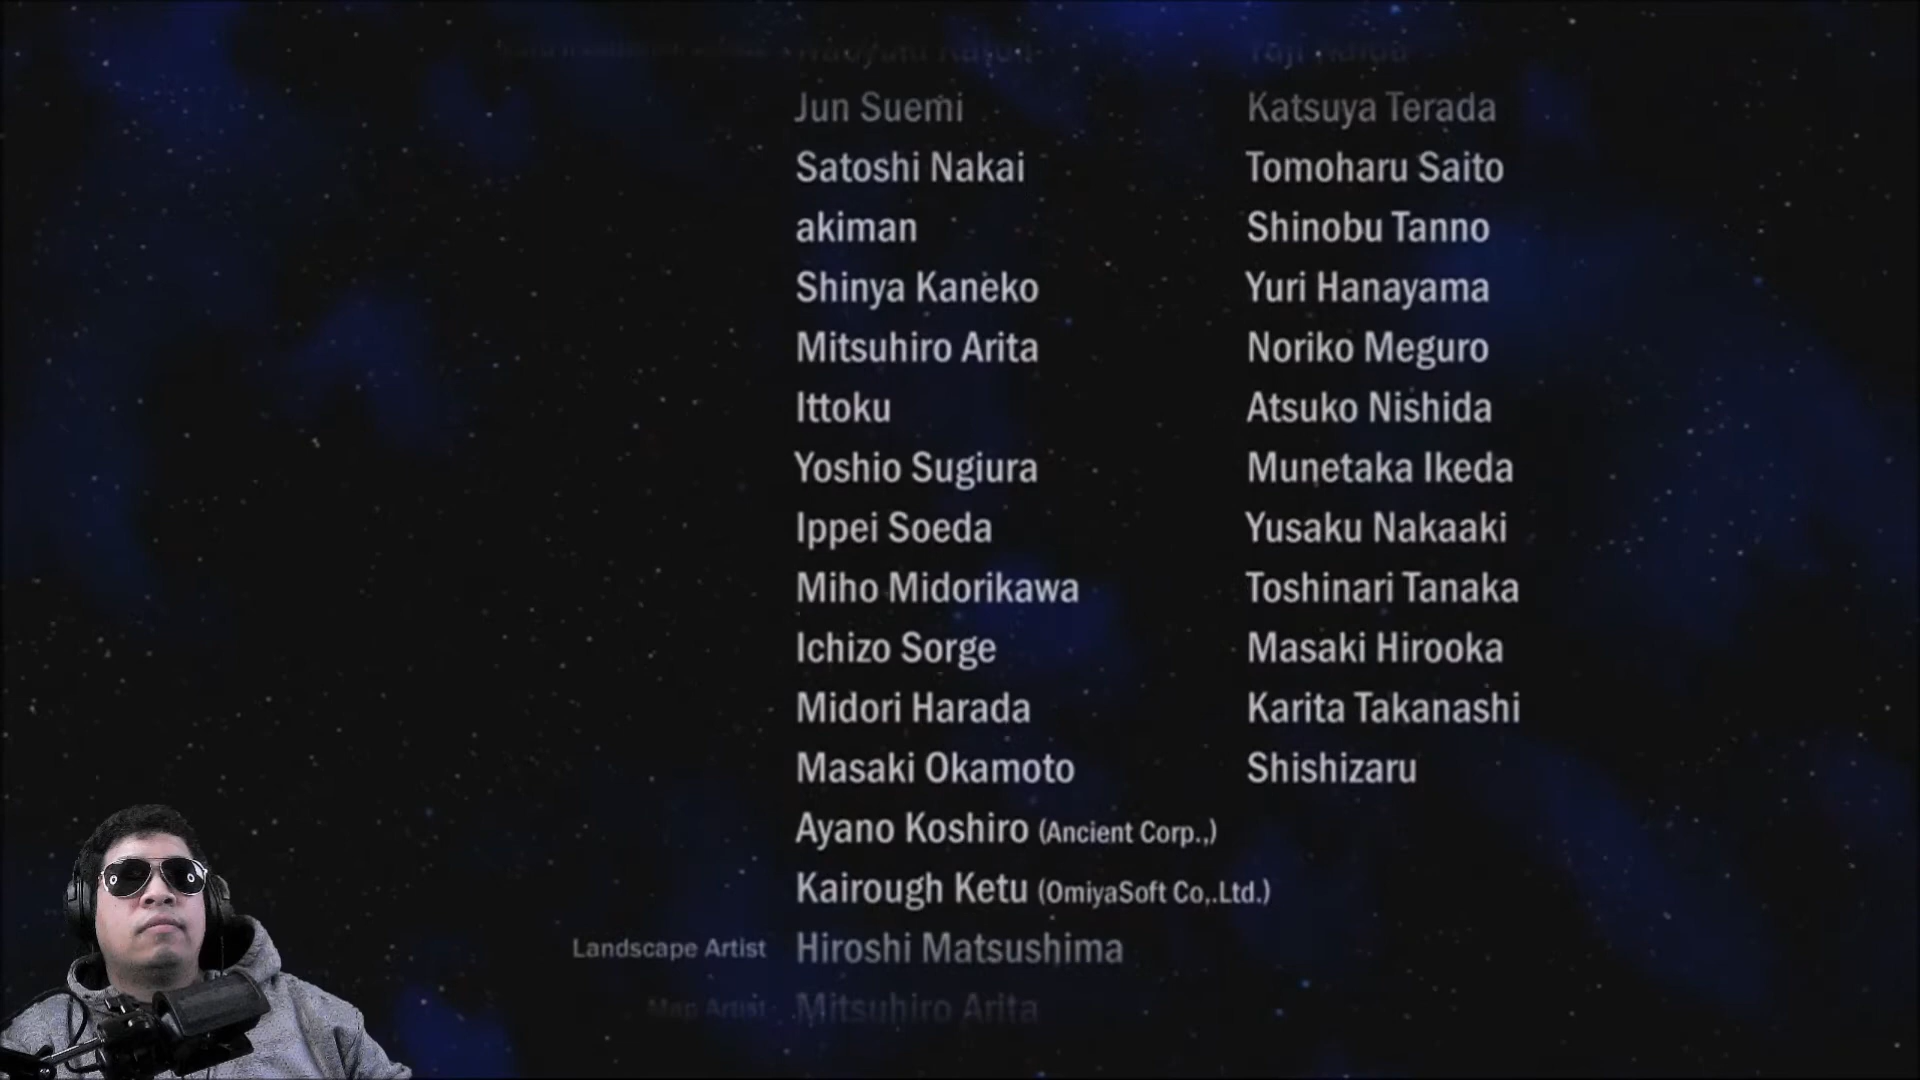 Jun Suemi Katsuya Terada
Satoshi Nakai Tomoharu Saito
akiman Shinobu Tanno
Shinya Kaneko Yuri Hanayama
Mitsuhiro Arita Noriko Meguro
Ittoku Atsuko Nishida
Yoshio Sugiura Munetaka Ikeda
Ippei Soeda Yusaku Nakaaki
Miho Midorikawa Toshinari Tanaka
Ichizo Sorge Masaki Hirooka
Midori Harada Karita Takanashi
Masaki Okamoto Shishizaru
Ayano Koshiro (Ancient Corp.,)
Kairough Ketu (OmiyaSoft Co,.Ltd.)
Landscape Artist Hiroshi Matsushima
Map Artist Mitsuhiro Arita